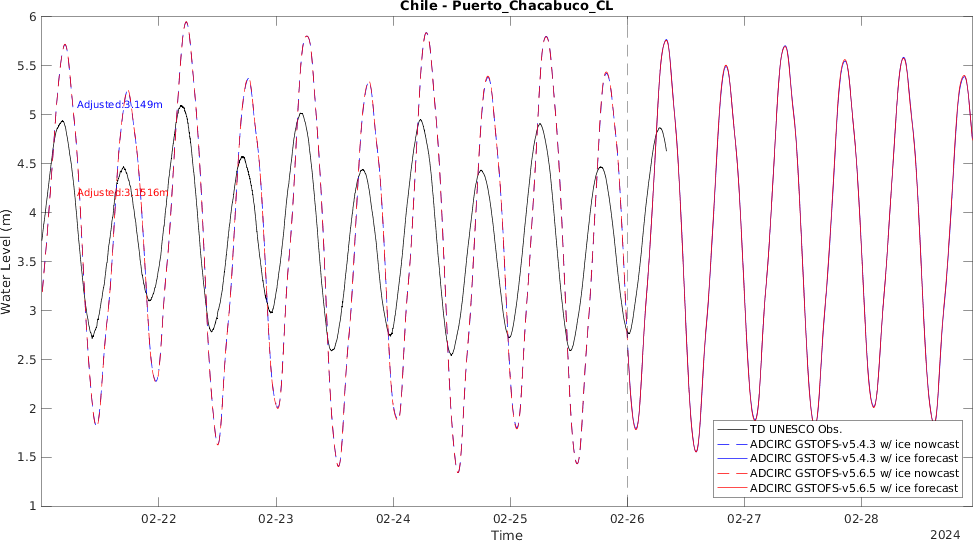 Chile - Puerto_Chacabuco_CL
6
5.5
5
4.5
4
3.5
3
2.5
2
1.5
1
Water Level (m)
Adjusted:3.149m
Adjusted:3.1516m
TD UNESCO Obs.
ADCIRC GSTOFS-v5.4.3 w/ ice nowcast
ADCIRC GSTOFS-v5.4.3 w/ ice forecast
ADCIRC GSTOFS-v5.6.5 w/ ice nowcast
ADCIRC GSTOFS-v5.6.5 w/ ice forecast
02-22 02-23 02-24 02-25 02-26 02-27 02-28
Time
2024